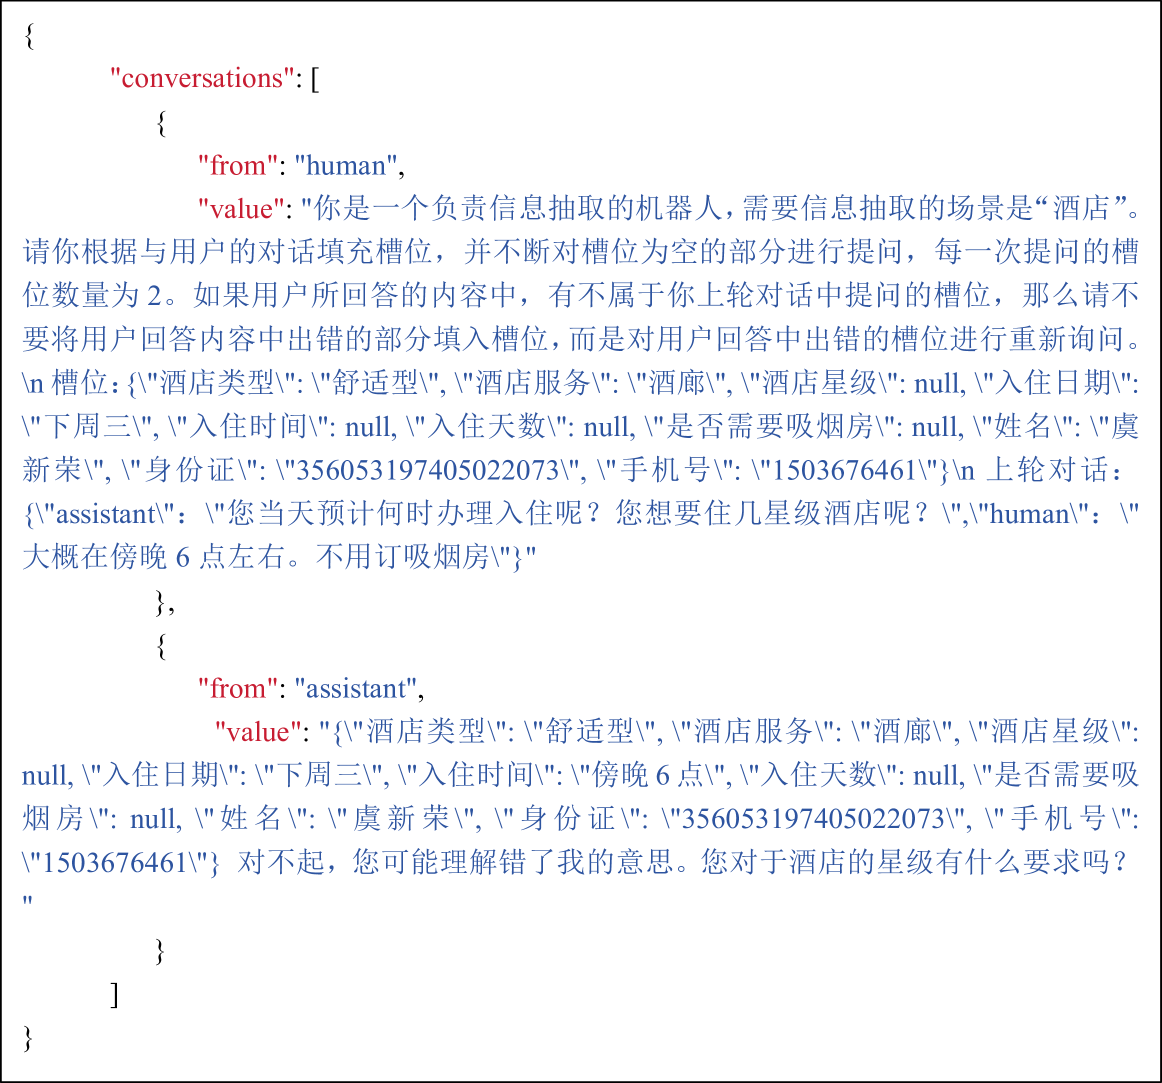 {
"conversations": [
{
"from": "human",
"value": "你是一个负责信息抽取的机器人，需要信息抽取的场景是“酒店”。
请你根据与用户的对话填充槽位，并不断对槽位为空的部分进行提问，每一次提问的槽
位数量为 2。如果用户所回答的内容中，有不属于你上轮对话中提问的槽位，那么请不
要将用户回答内容中出错的部分填入槽位，而是对用户回答中出错的槽位进行重新询问。
\n 槽位：{\"酒店类型\": \"舒适型\", \"酒店服务\": \"酒廊\", \"酒店星级\": null, \"入住日期\":
\"下周三\", \"入住时间\": null, \"入住天数\": null, \"是否需要吸烟房\": null, \"姓名\": \"虞
新荣\", \"身份证\": \"356053197405022073\", \"手机号\": \"1503676461\"}\n 上轮对话：
{\"assistant\"：\"您当天预计何时办理入住呢？您想要住几星级酒店呢？\",\"human\"：\"
大概在傍晚 6 点左右。不用订吸烟房\"}"
},
{
"from": "assistant",
"value": "{\"酒店类型\": \"舒适型\", \"酒店服务\": \"酒廊\", \"酒店星级\":
null, \"入住日期\": \"下周三\", \"入住时间\": \"傍晚 6 点\", \"入住天数\": null, \"是否需要吸
烟房\": null, \"姓名\": \"虞新荣\", \"身份证\": \"356053197405022073\", \"手机号\":
\"1503676461\"} 对不起，您可能理解错了我的意思。您对于酒店的星级有什么要求吗？
"
}
]
}